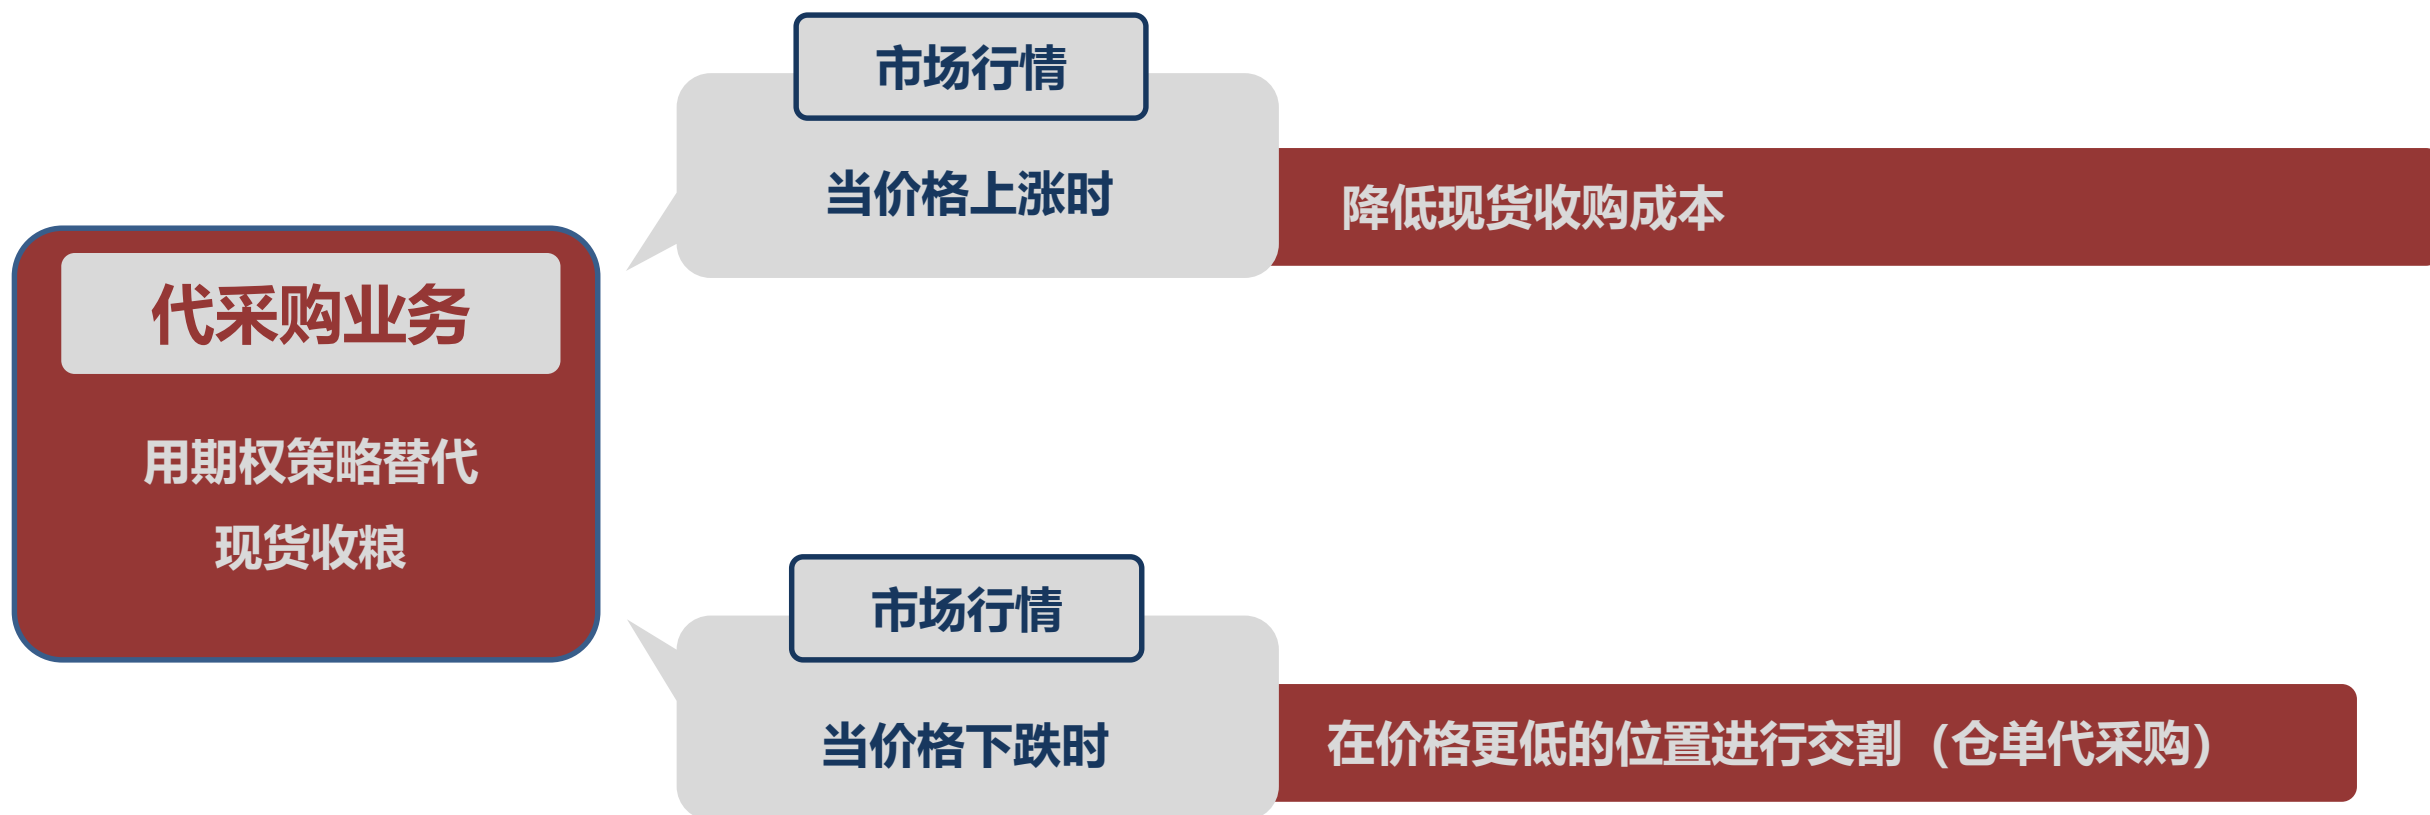 代采购业务
用期权策略替代
现货收粮
市场行情
当价格上涨时
降低现货收购成本
市场行情
当价格下跌时
在价格更低的位置进行交割（仓单代采购）